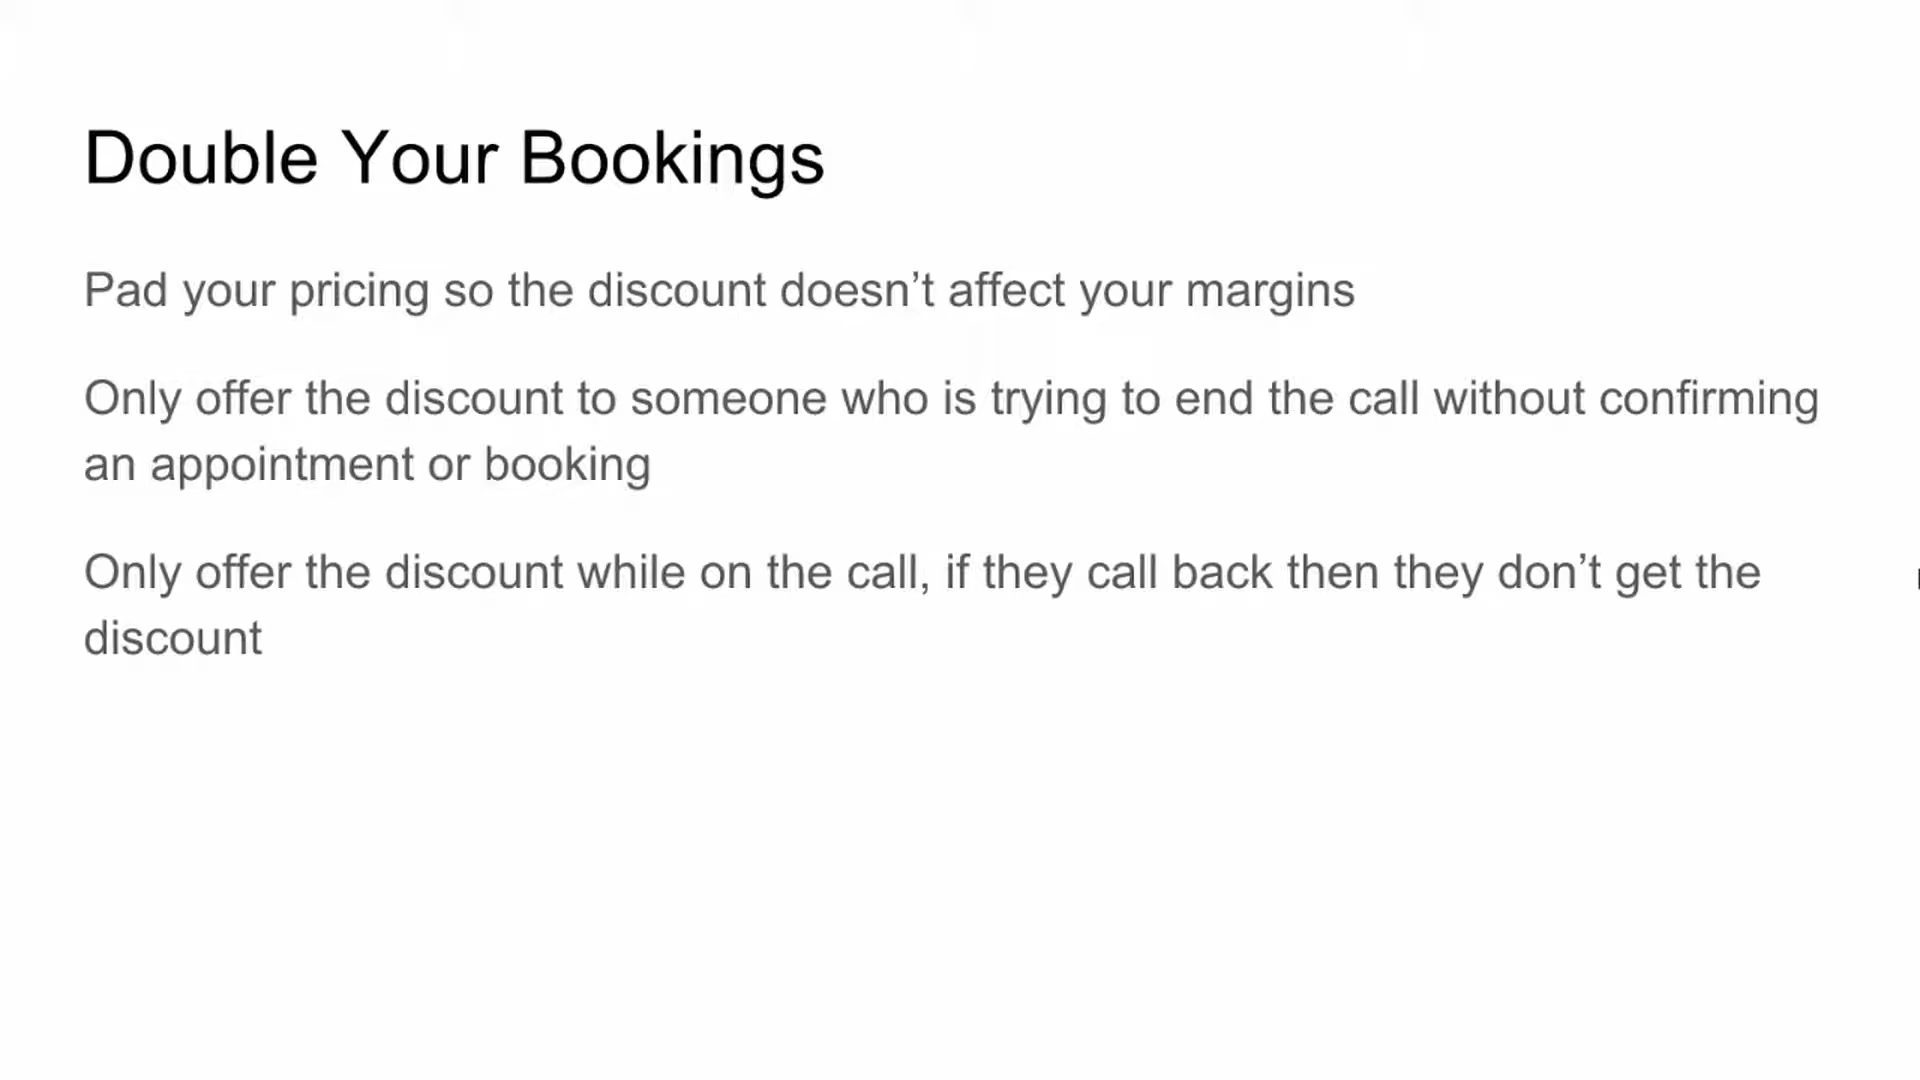 Double Your Bookings
Pad your pricing so the discount doesn’t affect your margins
Only offer the discount to someone who is trying to end the call without confirming
an appointment or booking
Only offer the discount while on the call, if they call back then they don’t get the
discount